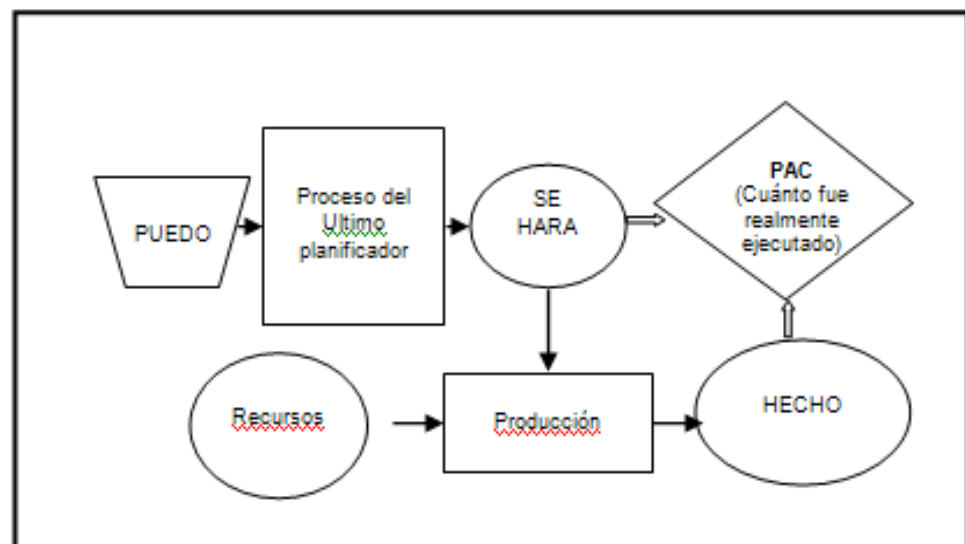 PUEDO
Proceso del
Ultimo
planificador
SE
HARA
PAC
(Cuánto fue
realmente
ejecutado)
Recursos
Producción
HECHO